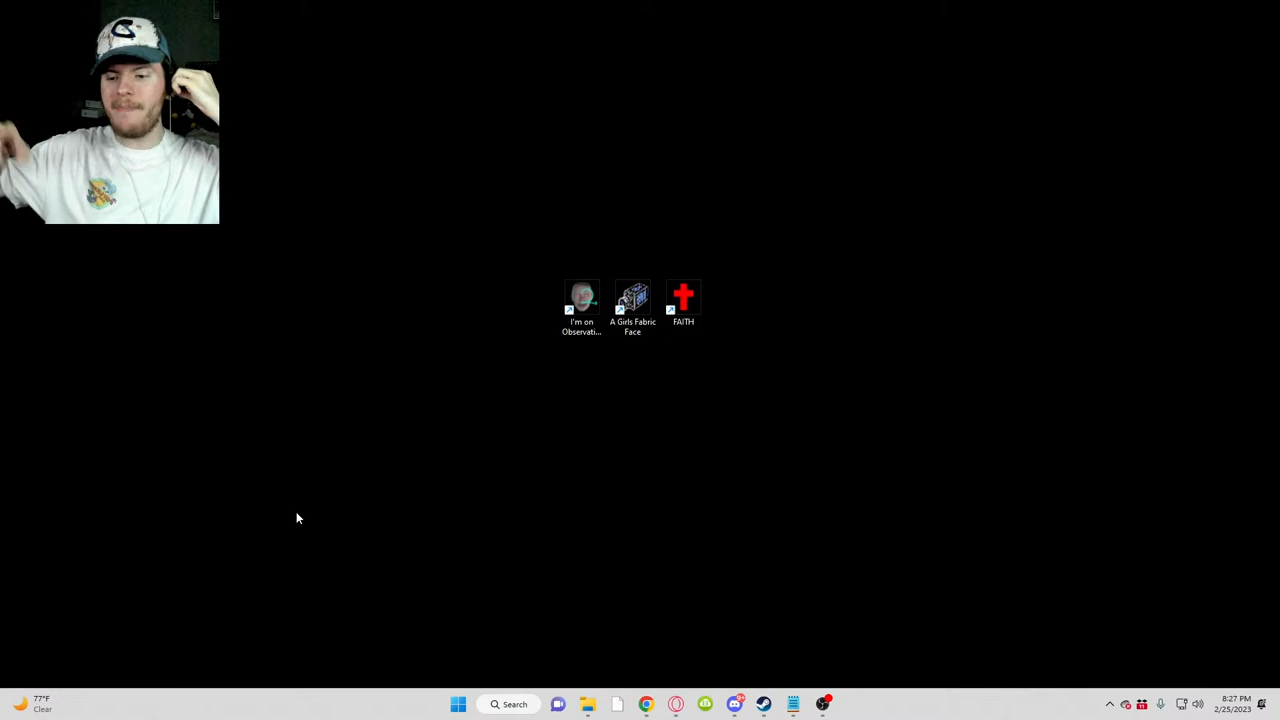 I'm on
Observati...
A Girls Fabric
Face
FAITH
77°F
Clear
Search
8:27 PM
2/25/2023